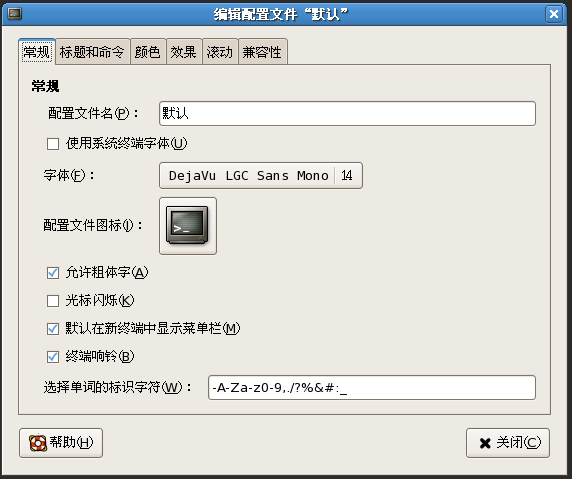 编辑配置文件“默认”
常规 标题和命令 颜色 效果 滚动 兼容性
常规
配置文件名(P)： 默认
使用系统终端字体(U)
字体(F)： DejaVu LGC Sans Mono 14
配置文件图标(I)： >_
允许粗体字(A)
光标闪烁(K)
默认在新终端中显示菜单栏(M)
终端响铃(B)
选择单词的标识字符(W)： -A-Za-z0-9,./?%&#:_
帮助(H) 关闭(C)